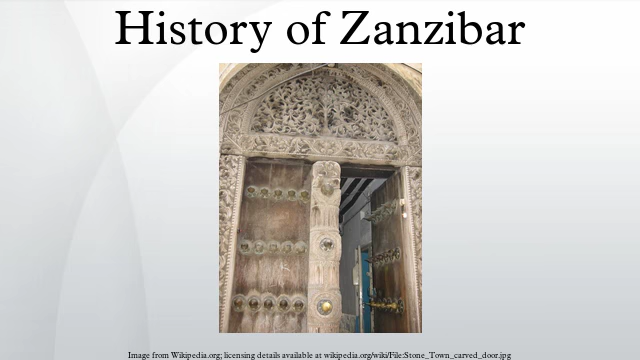 History of Zanzibar
Image from Wikipedia.org; licensing details available at wikipedia.org/wiki/File:Stone_Town_carved_door.jpg